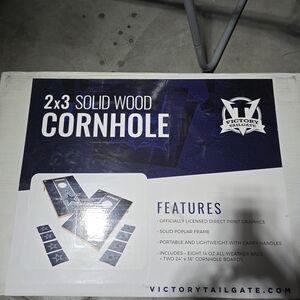 2x3 SOLID WOOD
CORNHOLE
VICTORY
TAILGATE
FEATURES
- OFFICIALLY LICENSED DIRECT PRINT GRAPHICS
- SOLID POPLAR FRAME
- PORTABLE AND LIGHTWEIGHT WITH CARRY HANDLES
- INCLUDES - EIGHT 14 OZ ALL-WEATHER BAGS
+ TWO 24" x 36" CORNHOLE BOARDS
VICTORYTAILGATE.COM